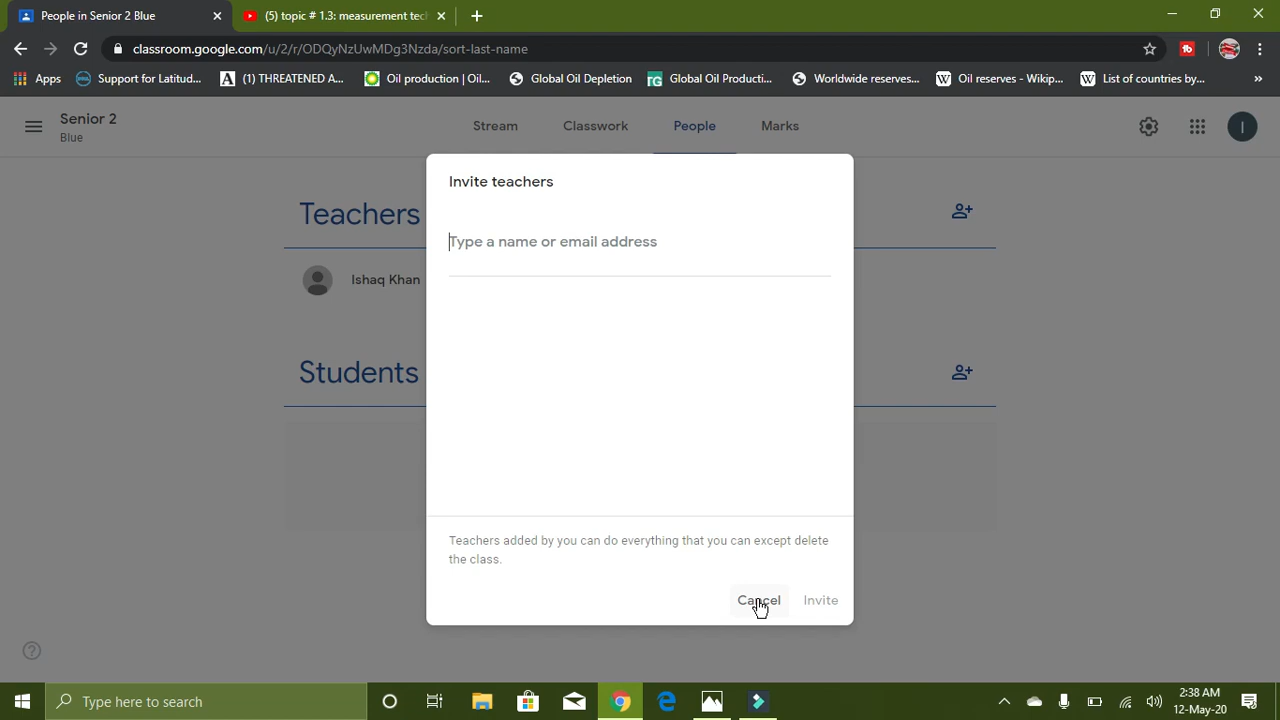 People in Senior 2 Blue
(5) topic # 1.3: measurement tec
classroom.google.com/u/2/r/ODQyNzUwMDg3Nzda/sort-last-name
Apps
Support for Latitud...
(1) THREATENED A...
Oil production | Oil...
Global Oil Depletion
Global Oil Producti...
Worldwide reserves...
Oil reserves - Wikip...
List of countries by...
Senior 2
Blue
Stream
Classwork
People
Marks
I
Invite teachers
Teachers
Type a name or email address
Ishaq Khan
Students
Teachers added by you can do everything that you can except delete
the class.
Cancel
Invite
Type here to search
2:38 AM
12-May-20